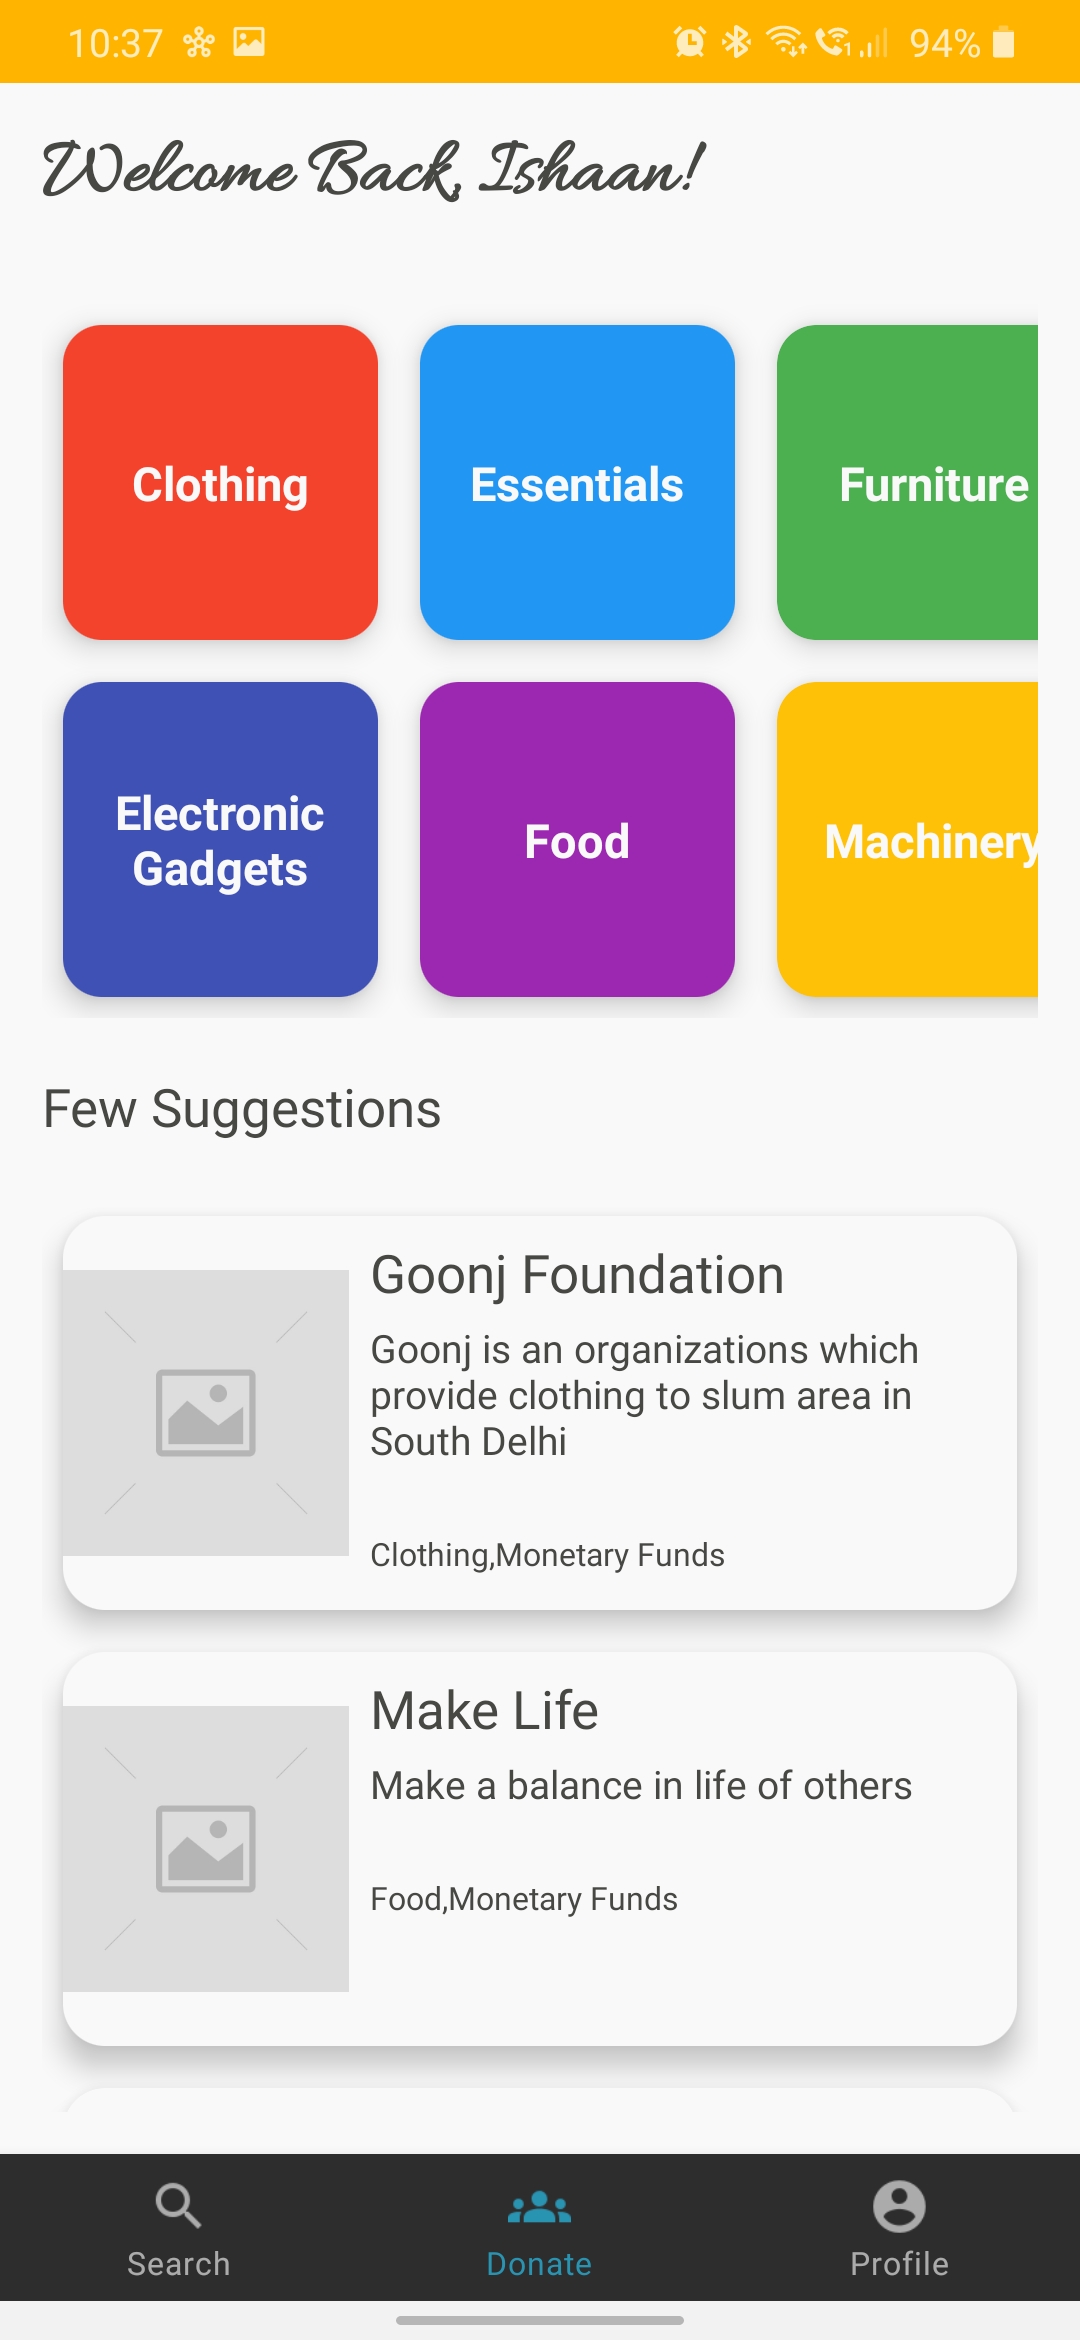 10:37
94%
Welcome Back, Ishaan!
Clothing
Essentials
Furniture
Electronic
Gadgets
Food
Machinery
Few Suggestions
Goonj Foundation
Goonj is an organizations which
provide clothing to slum area in
South Delhi
Clothing,Monetary Funds
Make Life
Make a balance in life of others
Food,Monetary Funds
Search
Donate
Profile